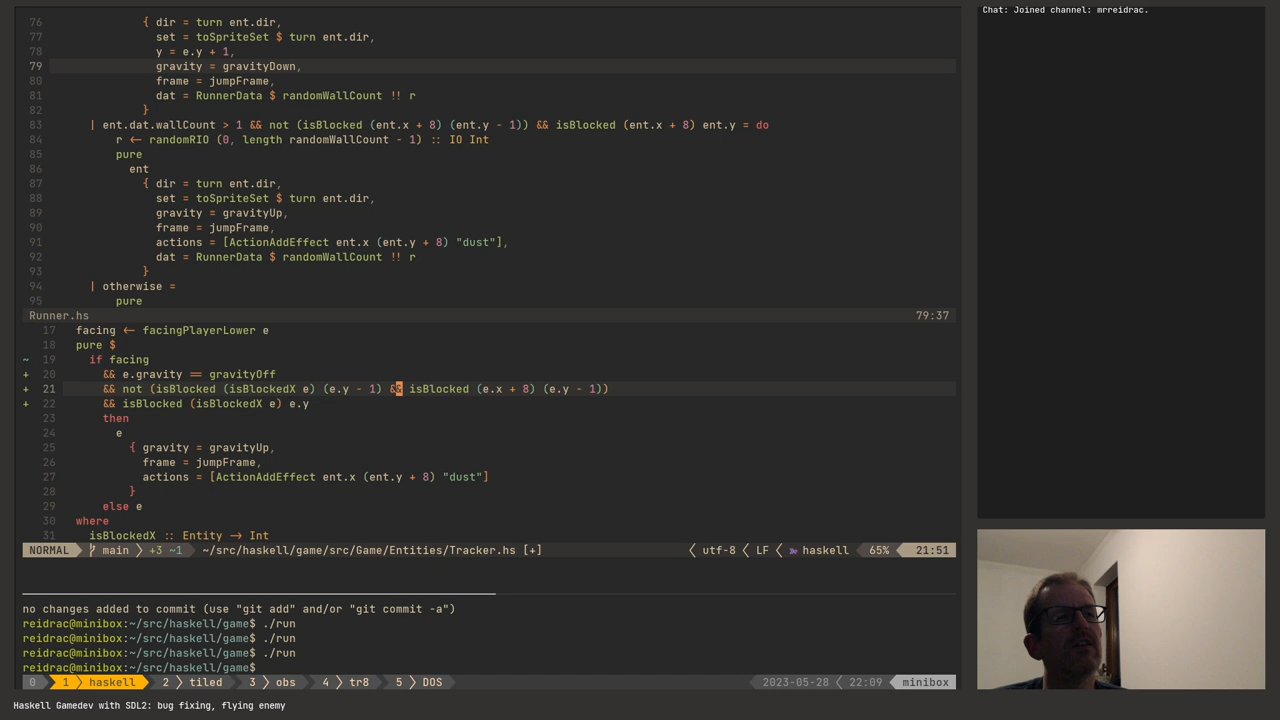 76 { dir = turn ent.dir,
77 set = toSpriteSet $ turn ent.dir,
78 y = e.y + 1,
79 gravity = gravityDown,
80 frame = jumpFrame,
81 dat = RunnerData $ randomWallCount !! r
82 }
83 | ent.dat.wallCount > 1 && not (isBlocked (ent.x + 8) (ent.y - 1)) && isBlocked (ent.x + 8) ent.y = do
84 r <- randomRIO (0, length randomWallCount - 1) :: IO Int
85 pure
86 ent
87 { dir = turn ent.dir,
88 set = toSpriteSet $ turn ent.dir,
89 gravity = gravityUp,
90 frame = jumpFrame,
91 actions = [ActionAddEffect ent.x (ent.y + 8) "dust"],
92 dat = RunnerData $ randomWallCount !! r
93 }
94 | otherwise =
95 pure
Runner.hs 79:37
17 facing <- facingPlayerLower e
18 pure $
~ 19 if facing
+ 20 && e.gravity == gravityOff
+ 21 && not (isBlocked (isBlockedX e) (e.y - 1) && isBlocked (e.x + 8) (e.y - 1))
+ 22 && isBlocked (isBlockedX e) e.y
23 then
24 e
25 { gravity = gravityUp,
26 frame = jumpFrame,
27 actions = [ActionAddEffect ent.x (ent.y + 8) "dust"]
28 }
29 else e
30 where
31 isBlockedX :: Entity -> Int
NORMAL main +3 ~1 ~/src/haskell/game/src/Game/Entities/Tracker.hs [+] utf-8 LF haskell 65% 21:51
no changes added to commit (use "git add" and/or "git commit -a")
reidrac@minibox:~/src/haskell/game$ ./run
reidrac@minibox:~/src/haskell/game$ ./run
reidrac@minibox:~/src/haskell/game$ ./run
reidrac@minibox:~/src/haskell/game$
0 1 haskell 2 tiled 3 obs 4 tr8 5 DOS 2023-05-28 22:09 minibox
Haskell Gamedev with SDL2: bug fixing, flying enemy
Chat: Joined channel: mrreidrac.